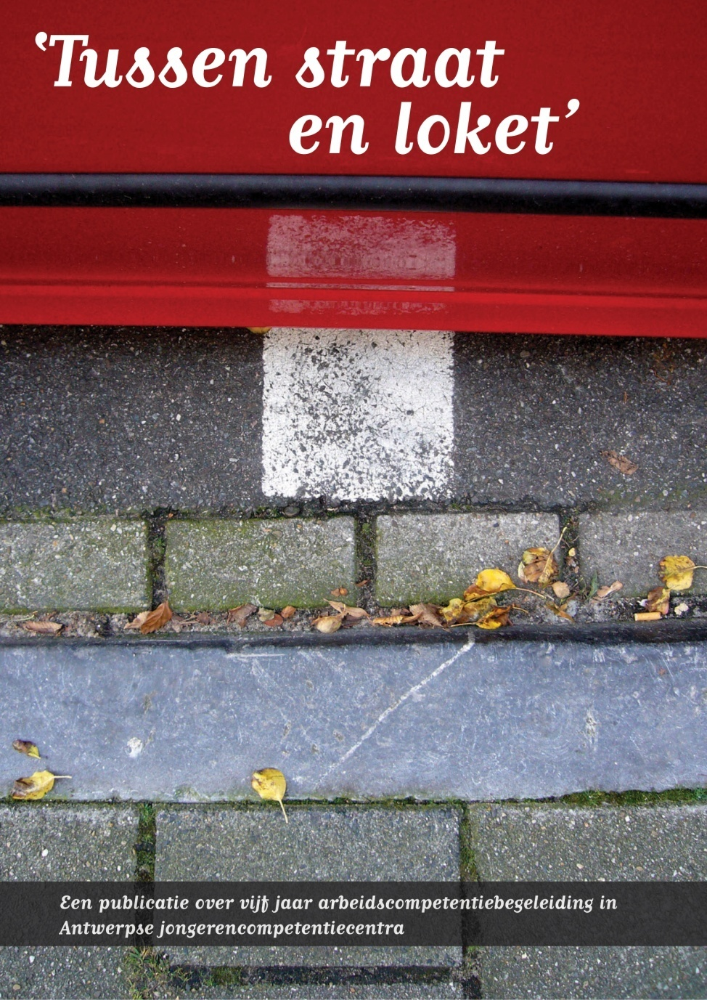 ‘Tussen straat
en loket’
Een publicatie over vijf jaar arbeidscompetentiebegeleiding in
Antwerpse jongerencompetentiecentra